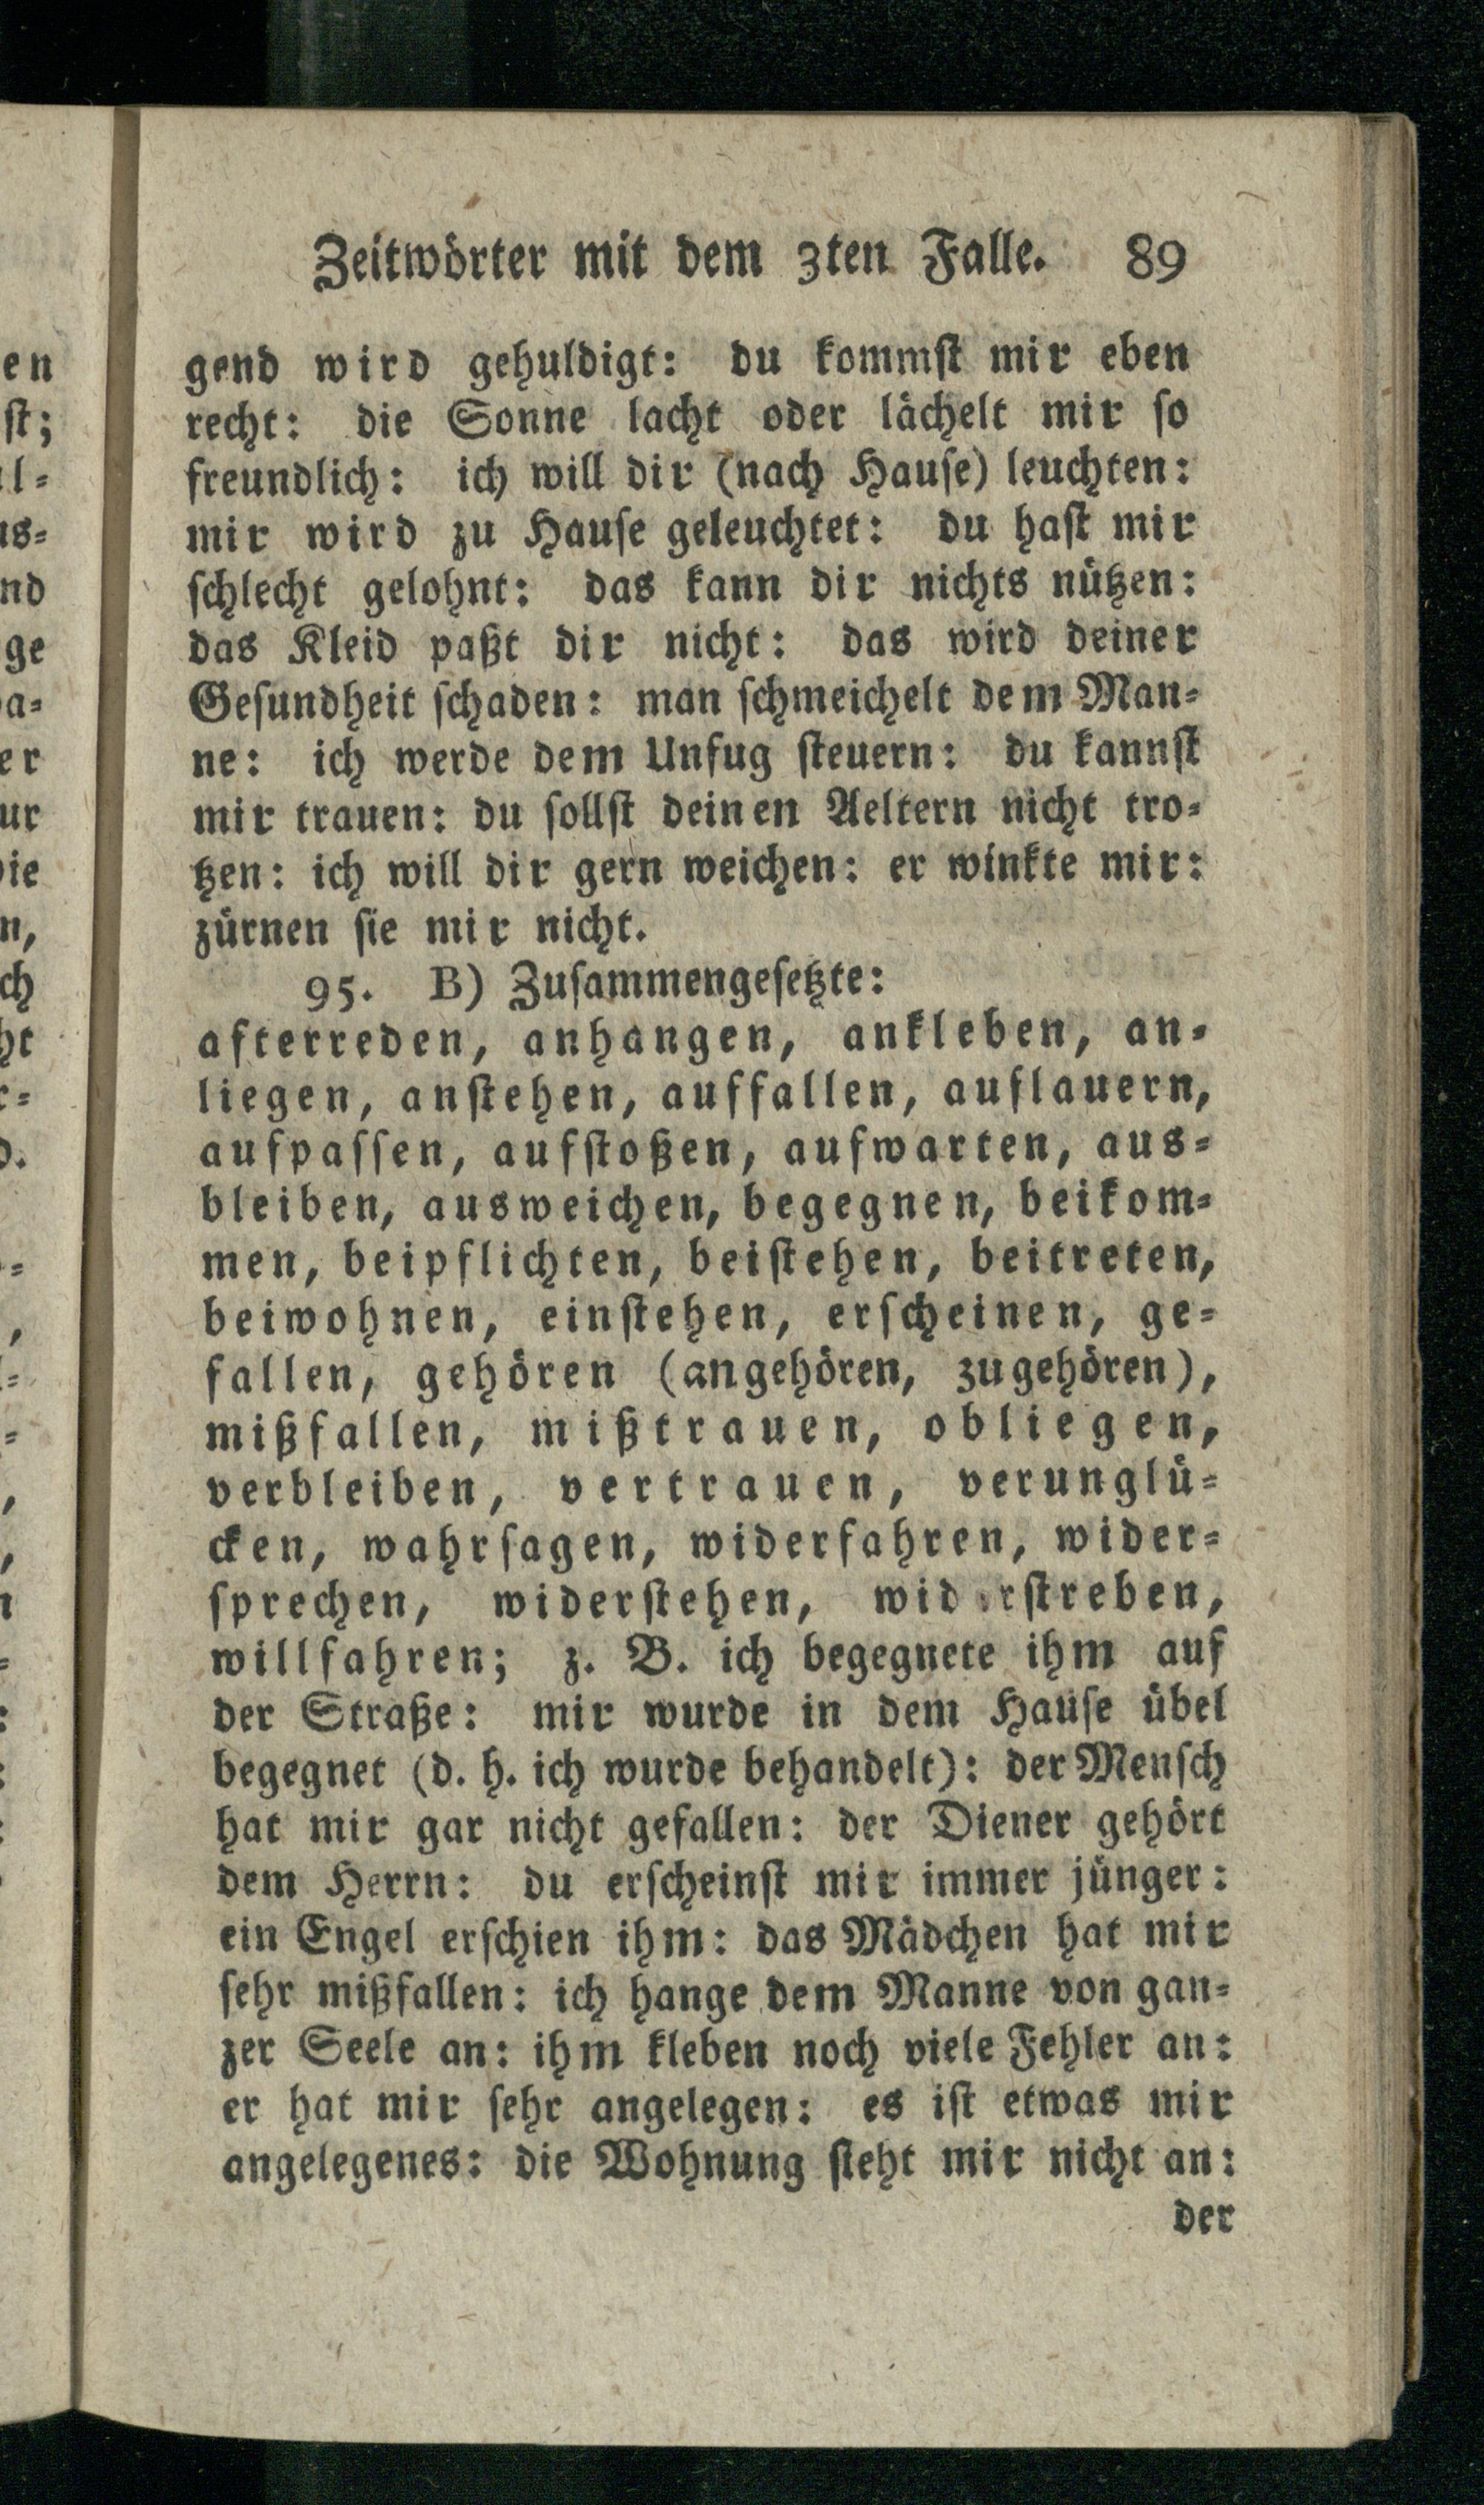 Zeitwörter mit dem 3ten Falle. 89
gend wird gehuldigt: du kommſt mir eben
recht: die Sonne lacht oder lächelt mir ſo
freundlich: ich will dir (nach Hauſe) leuchten:
mir wird zu Hauſe geleuchtet: du haſt mir
ſchlecht gelohnt: das kann dir nichts nützen:
das Kleid paßt dir nicht: das wird deiner
Geſundheit ſchaden: man ſchmeichelt dem Man⸗
ne: ich werde dem Unfug ſteuern: du kannſt
mir trauen: du ſollſt deinen Aeltern nicht tro⸗
tzen: ich will dir gern weichen: er winkte mir:
zürnen ſie mir nicht.
95. B) Zuſammengeſetzte:
afterreden, anhangen, ankleben, an⸗
liegen, anſtehen, auffallen, auflauern,
aufpaſſen, aufſtoßen, aufwarten, aus⸗
bleiben, ausweichen, begegnen, beikom⸗
men, beipflichten, beiſtehen, beitreten,
beiwohnen, einſtehen, erſcheinen, ge⸗
fallen, gehören (angehören, zugehören),
mißfallen, mißtrauen, obliegen,
verbleiben, vertrauen, verunglü⸗
cken, wahrſagen, widerfahren, wider⸗
ſprechen, widerſtehen, widerſtreben,
willfahren; z. B. ich begegnete ihm auf
der Straße: mir wurde in dem Hauſe übel
begegnet (d. h. ich wurde behandelt): der Menſch
hat mir gar nicht gefallen: der Diener gehört
dem Herrn: du erſcheinſt mir immer jünger:
ein Engel erſchien ihm: das Mädchen hat mir
ſehr mißfallen: ich hange dem Manne von gan⸗
zer Seele an: ihm kleben noch viele Fehler an:
er hat mir ſehr angelegen: es iſt etwas mir
angelegenes: die Wohnung ſteht mir nicht an:
der